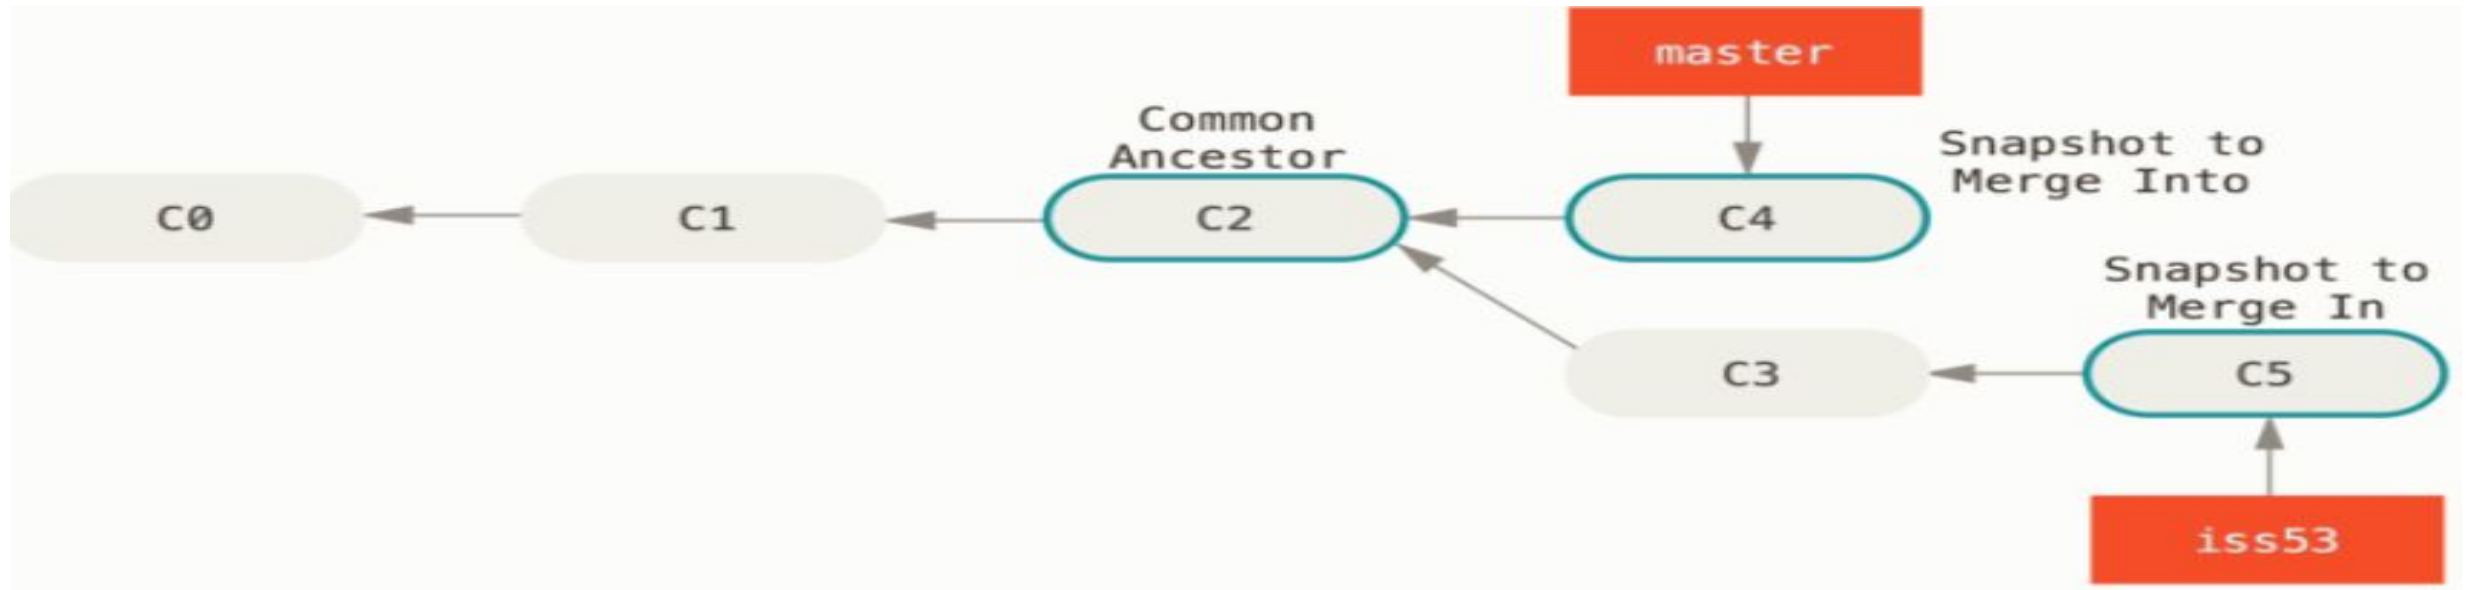 master
Common
Ancestor
Snapshot to
Merge Into
C0
C1
C2
C4
Snapshot to
Merge In
C3
C5
iss53